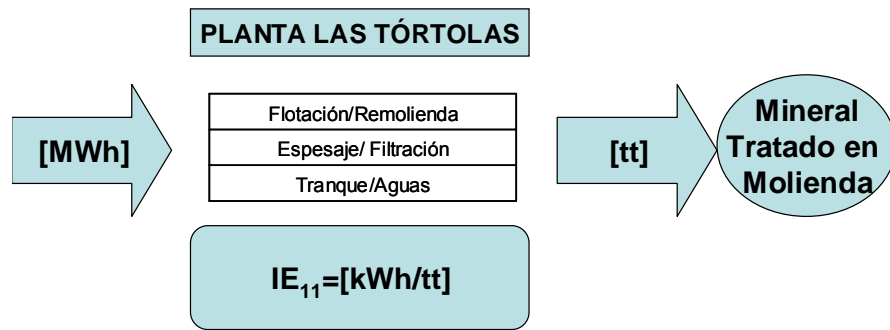 PLANTA LAS TÓRTOLAS
[MWh]
Flotación/Remolienda
Espesaje/ Filtración
Tranque/Aguas
[tt]
Mineral
Tratado en
Molienda
IE11=[kWh/tt]